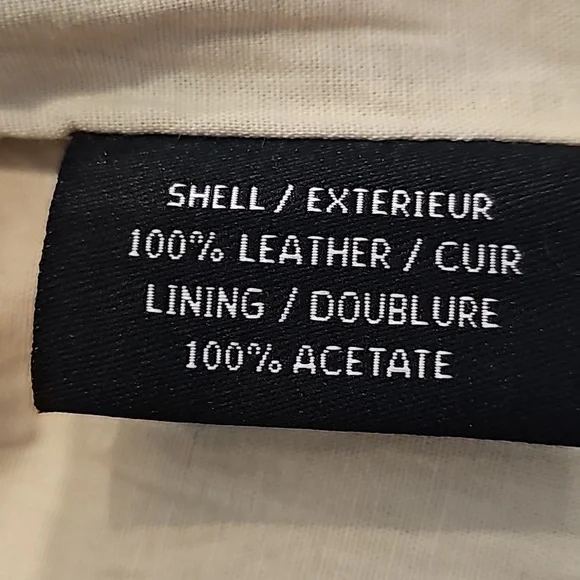 SHELL / EXTERIEUR
100% LEATHER / CUIR
LINING / DOUBLURE
100% ACETATE